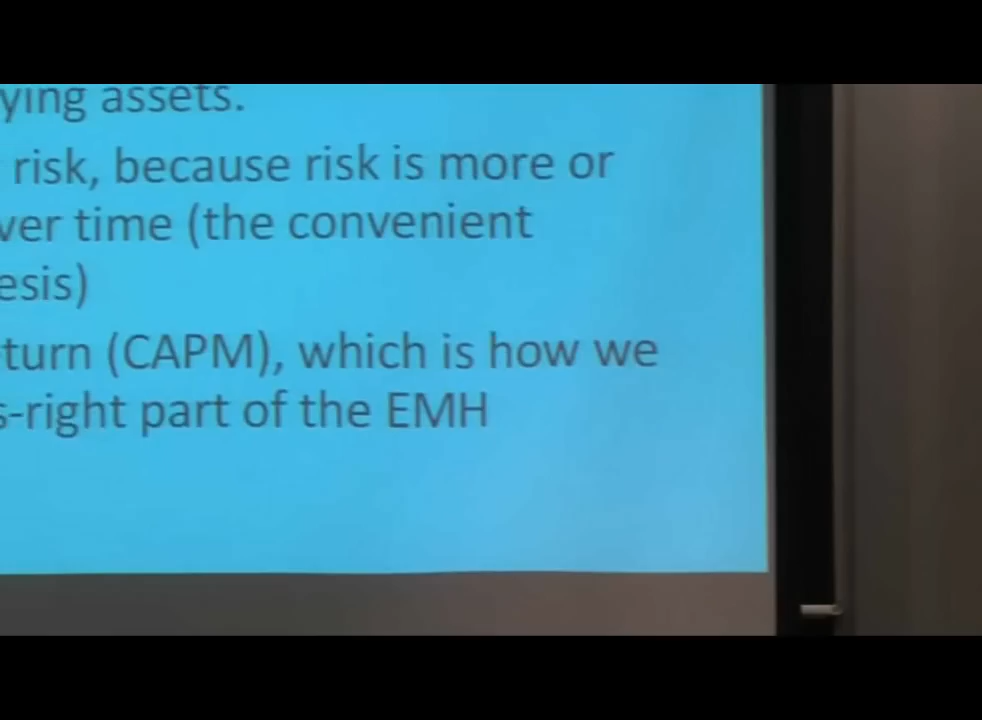 ying assets.
risk, because risk is more or
ver time (the convenient
esis)
turn (CAPM), which is how we
s-right part of the EMH